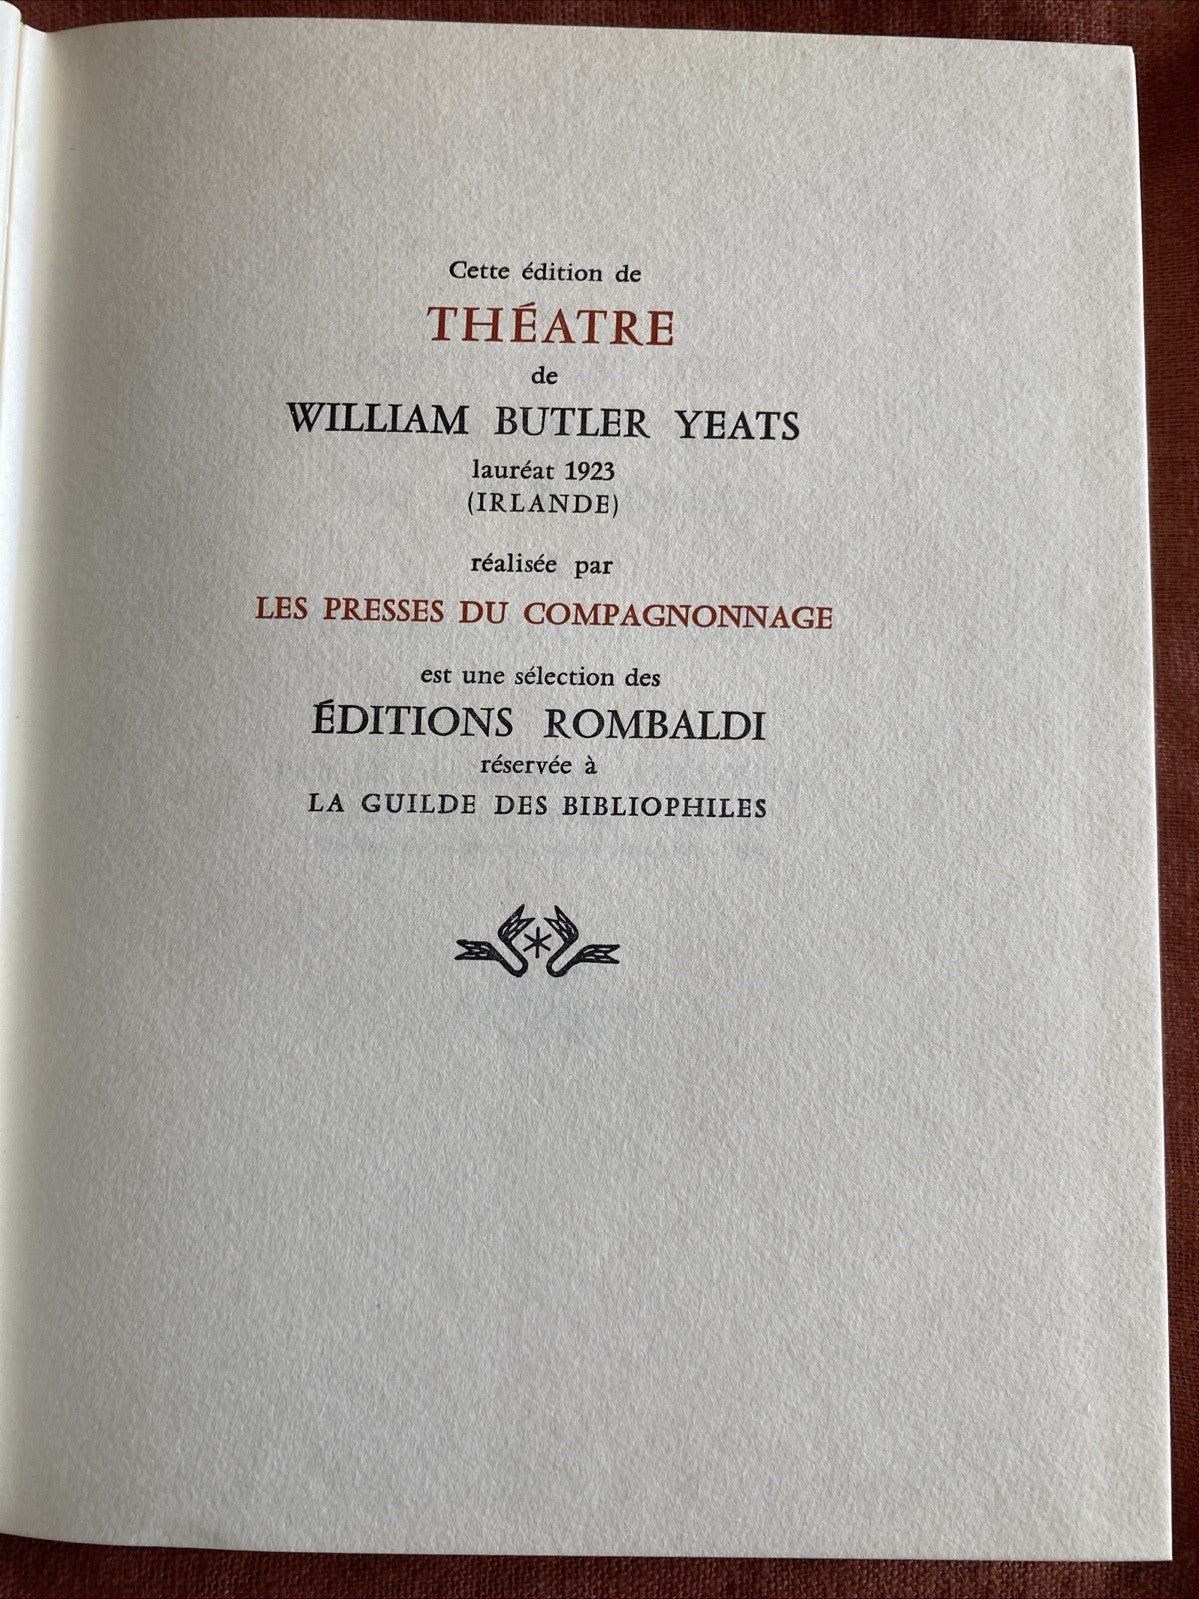 Cette édition de
THÉATRE
de
WILLIAM BUTLER YEATS
lauréat 1923
(IRLANDE)
réalisée par
LES PRESSES DU COMPAGNONNAGE
est une sélection des
ÉDITIONS ROMBALDI
réservée à
LA GUILDE DES BIBLIOPHILES